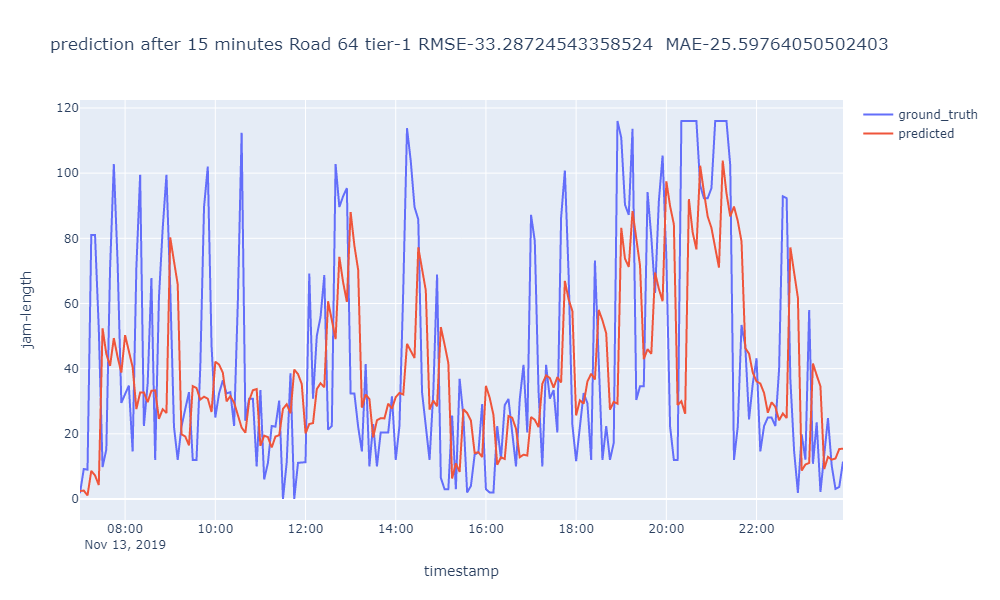 prediction after 15 minutes Road 64 tier-1 RMSE-33.28724543358524  MAE-25.59764050502403
ground_truth
predicted
120
100
80
60
40
20
0
jam-length
08:00 10:00 12:00 14:00 16:00 18:00 20:00 22:00
Nov 13, 2019
timestamp